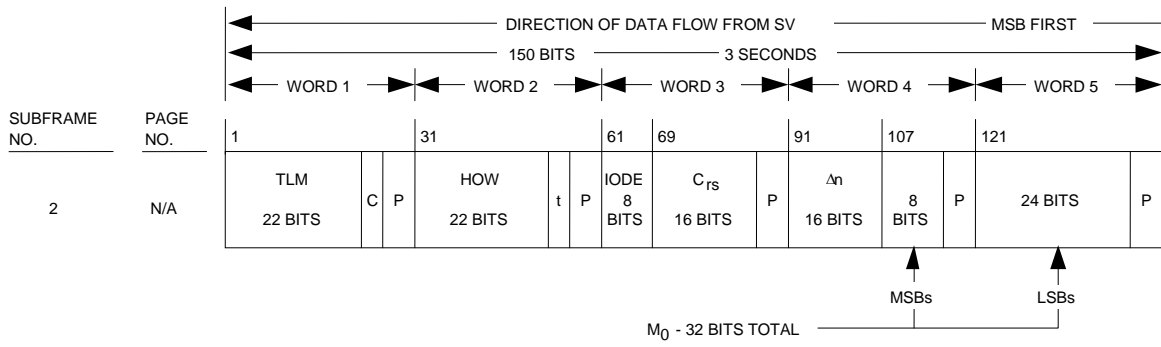 DIRECTION OF DATA FLOW FROM SV MSB FIRST
150 BITS 3 SECONDS
WORD 1 WORD 2 WORD 3 WORD 4 WORD 5
SUBFRAME NO. PAGE NO. 1 31 61 69 91 107 121
2 N/A
TLM 22 BITS C P
HOW 22 BITS t P
IODE 8 BITS
Crs 16 BITS P
Δn 16 BITS
8 BITS P
24 BITS P
MSBs LSBs
M0 - 32 BITS TOTAL